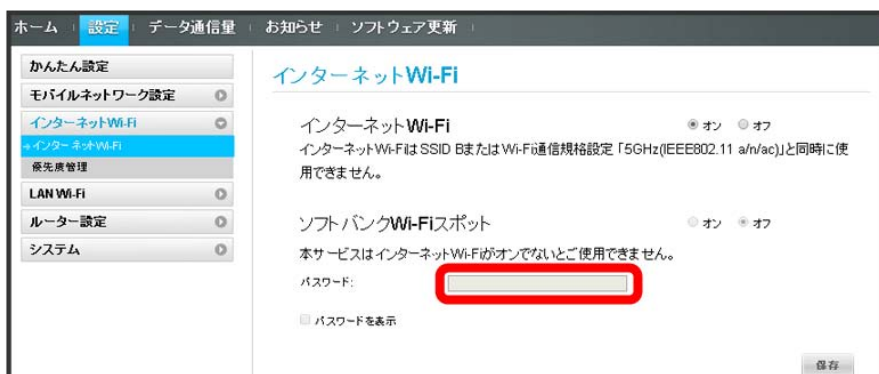 ホーム 設定 データ通信量 お知らせ ソフトウェア更新
かんたん設定
モバイルネットワーク設定
インターネットWi-Fi
インターネットWi-Fi
優先度管理
LAN Wi-Fi
ルーター設定
システム
インターネットWi-Fi
インターネットWi-Fi オン オフ
インターネットWi-FiはSSID BまたはWi-Fi通信規格設定「5GHz(IEEE802.11 a/n/ac)」と同時に使
用できません。
ソフトバンクWi-Fiスポット オン オフ
本サービスはインターネットWi-Fiがオンでないとご使用できません。
パスワード:
パスワードを表示
保存